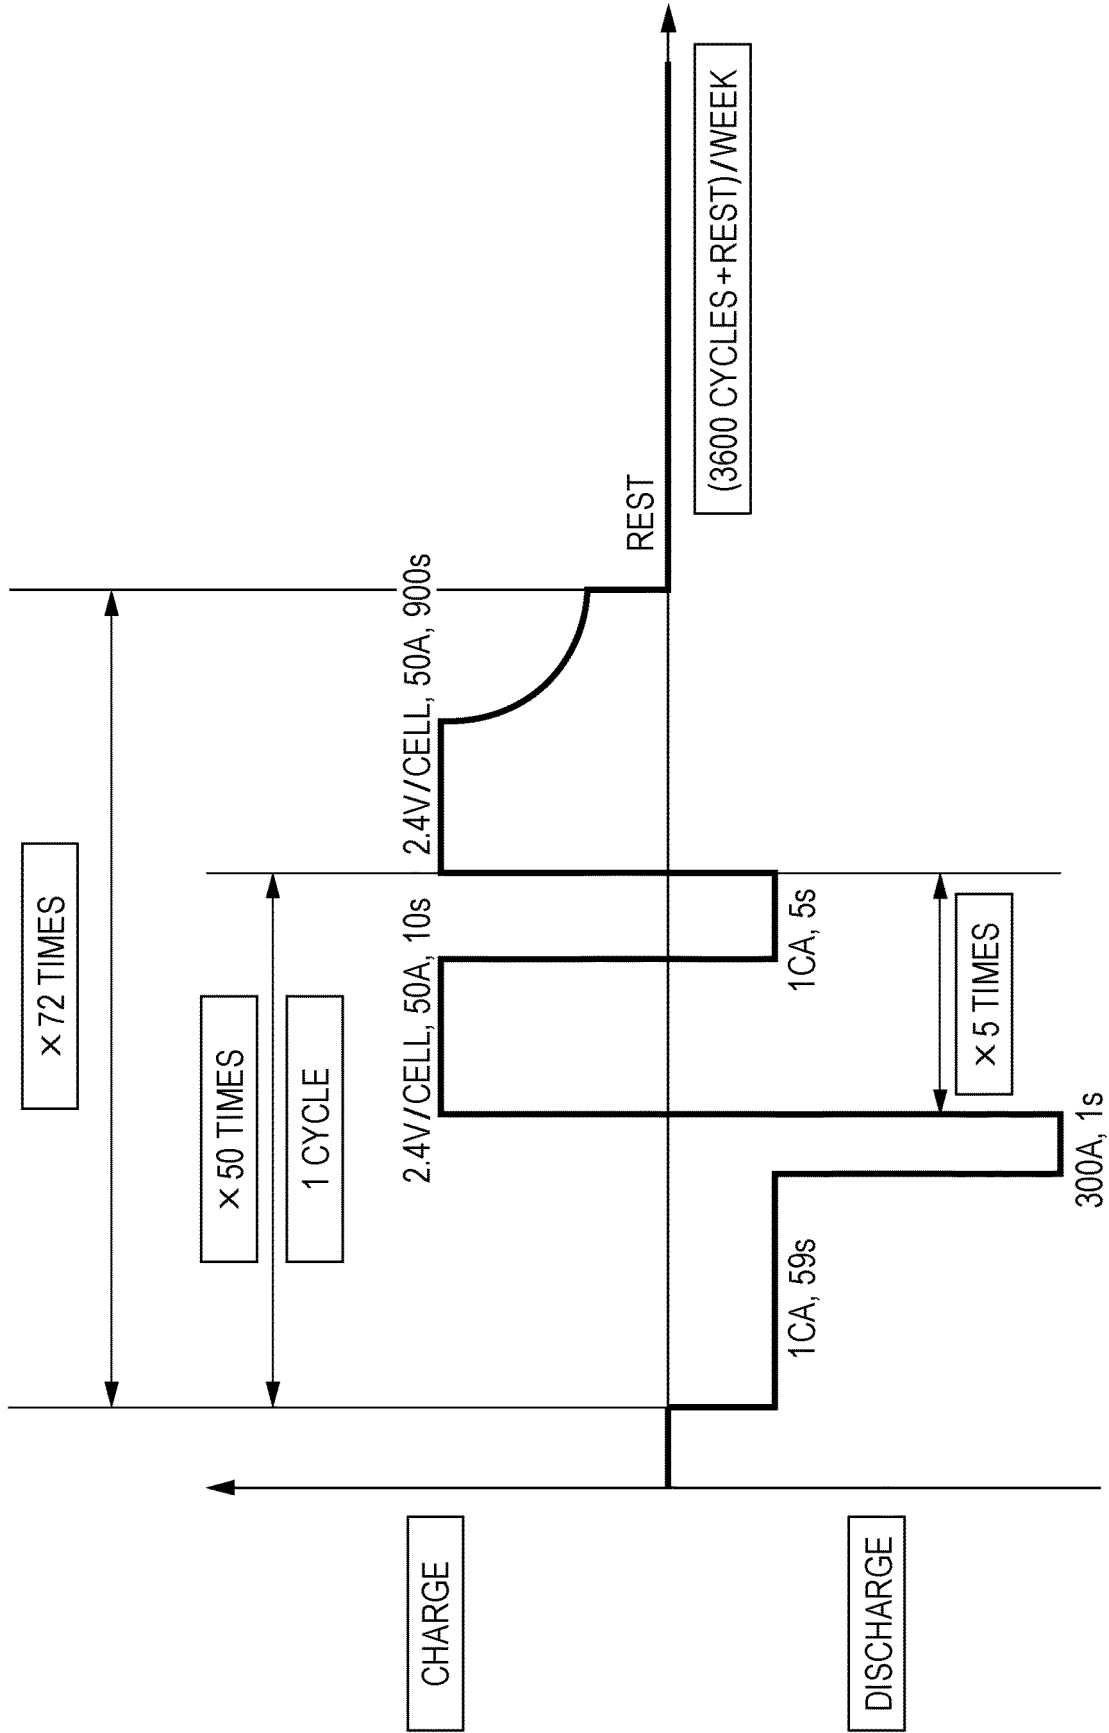 × 72 TIMES
× 50 TIMES
1 CYCLE
CHARGE
2.4V/CELL, 50A, 10s
2.4V/CELL, 50A, 900s
REST
(3600 CYCLES+REST)/WEEK
1CA, 59s
1CA, 5s
DISCHARGE
× 5 TIMES
300A, 1s